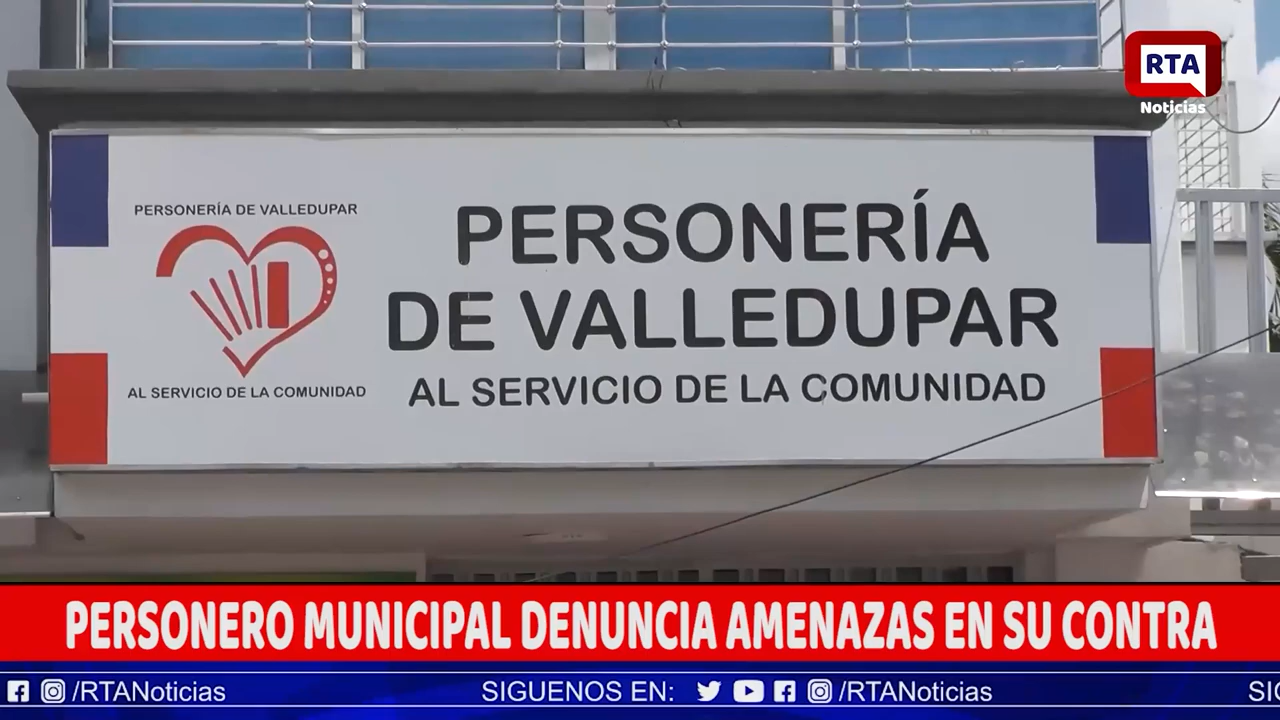 RTA
Noticias
PERSONERÍA DE VALLEDUPAR
AL SERVICIO DE LA COMUNIDAD
PERSONERÍA
DE VALLEDUPAR
AL SERVICIO DE LA COMUNIDAD
PERSONERO MUNICIPAL DENUNCIA AMENAZAS EN SU CONTRA
/RTANoticias SIGUENOS EN: /RTANoticias SIG